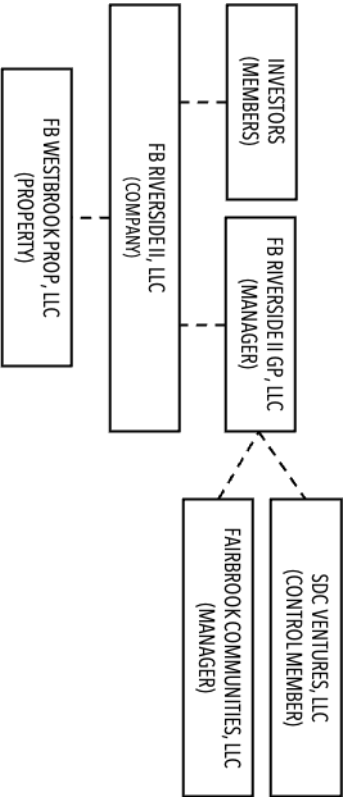 INVESTORS
(MEMBERS)
FB RIVERSIDE II GP, LLC
(MANAGER)
SDC VENTURES, LLC
(CONTROL MEMBER)
FAIRBROOK COMMUNITIES, LLC
(MANAGER)
FB RIVERSIDE II, LLC
(COMPANY)
FB WESTBROOK PROP, LLC
(PROPERTY)